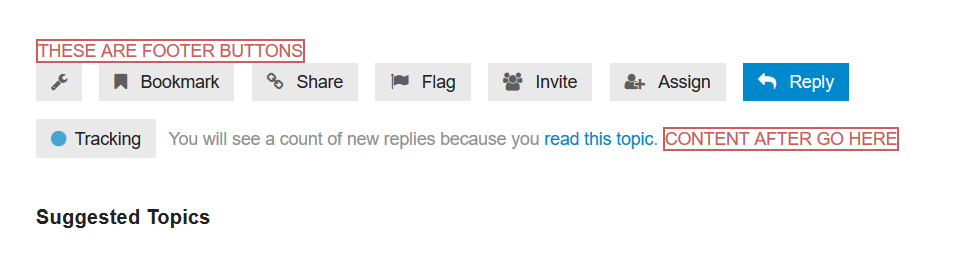 THESE ARE FOOTER BUTTONS
Bookmark Share Flag Invite Assign Reply
Tracking You will see a count of new replies because you read this topic. CONTENT AFTER GO HERE
Suggested Topics